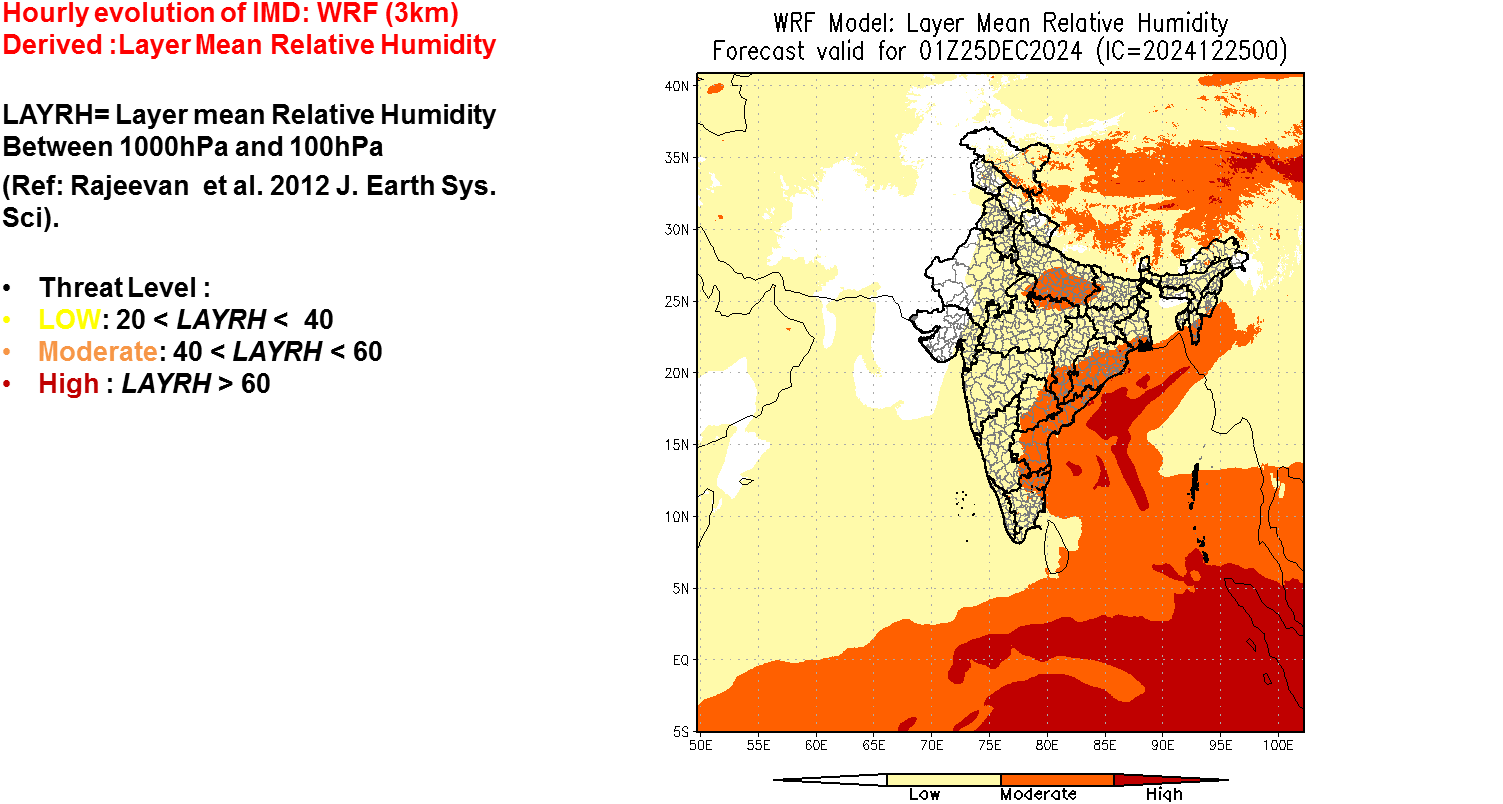 Hourly evolution of IMD: WRF (3km)
Derived :Layer Mean Relative Humidity
LAYRH= Layer mean Relative Humidity
Between 1000hPa and 100hPa
(Ref: Rajeevan et al. 2012 J. Earth Sys.
Sci).
• Threat Level :
• LOW: 20 < LAYRH < 40
• Moderate: 40 < LAYRH < 60
• High : LAYRH > 60
WRF Model: Layer Mean Relative Humidity
Forecast valid for 01Z25DEC2024 (IC=2024122500)
40N
35N
30N
25N
20N
15N
10N
5N
EQ
5S
50E 55E 60E 65E 70E 75E 80E 85E 90E 95E 100E
Low Moderate High